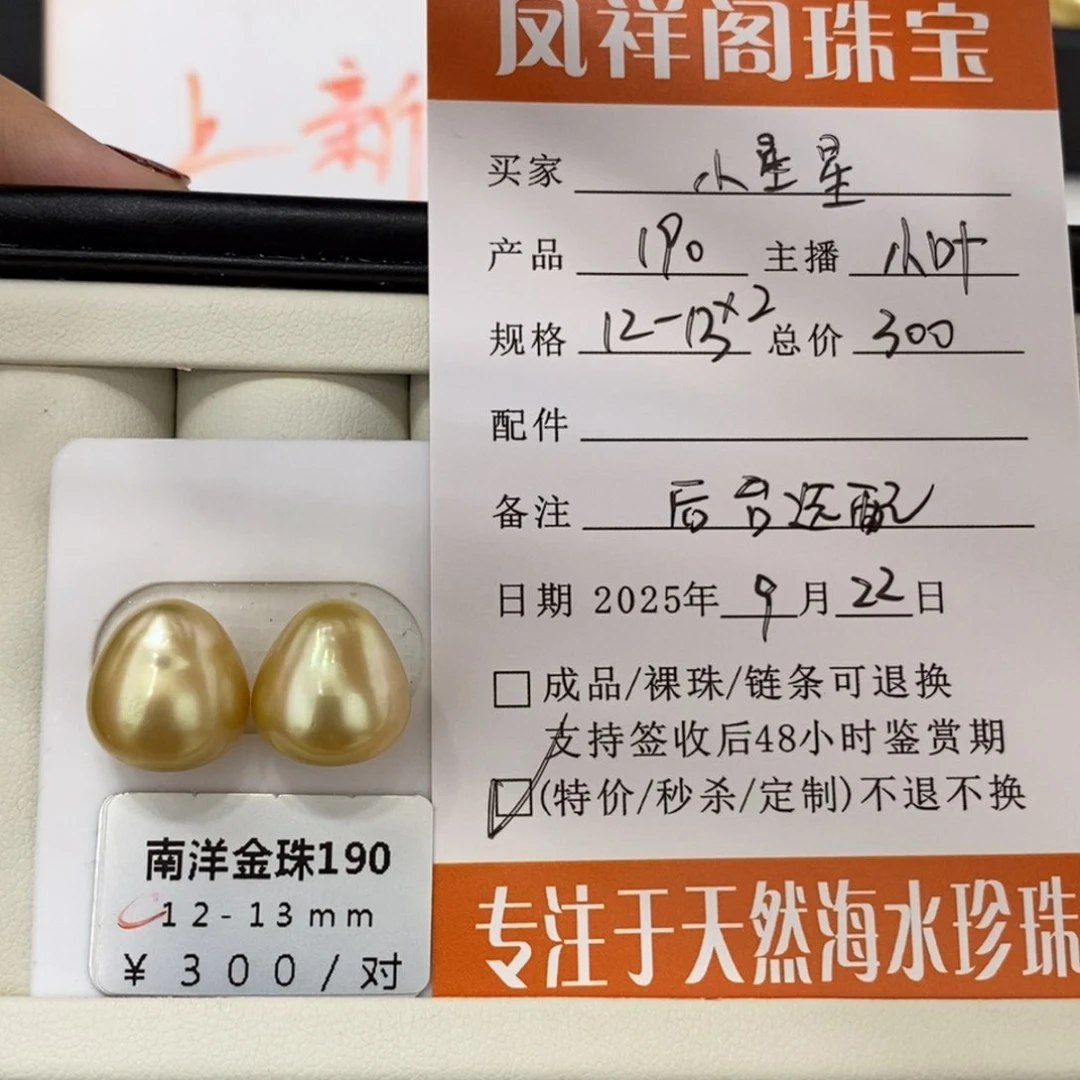 凤祥阁珠宝
上新
买家 小星星
产品 190 主播 小叶
规格 12-13×2 总价 300
配件
备注 后台选配
日期 2025年9月22日
□成品/裸珠/链条可退换
支持签收后48小时鉴赏期
☑(特价/秒杀/定制)不退不换
专注于天然海水珍珠
南洋金珠190
12-13mm
¥300/对